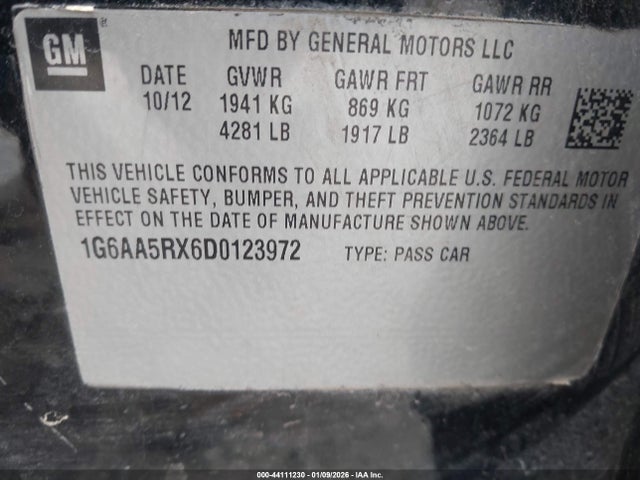 GM
MFD BY GENERAL MOTORS LLC
DATE GVWR GAWR FRT GAWR RR
10/12 1941 KG 869 KG 1072 KG
4281 LB 1917 LB 2364 LB
THIS VEHICLE CONFORMS TO ALL APPLICABLE U.S. FEDERAL MOTOR
VEHICLE SAFETY, BUMPER, AND THEFT PREVENTION STANDARDS IN
EFFECT ON THE DATE OF MANUFACTURE SHOWN ABOVE.
1G6AA5RX6D0123972 TYPE: PASS CAR
000-44111230 - 01/09/2026 - IAA Inc.